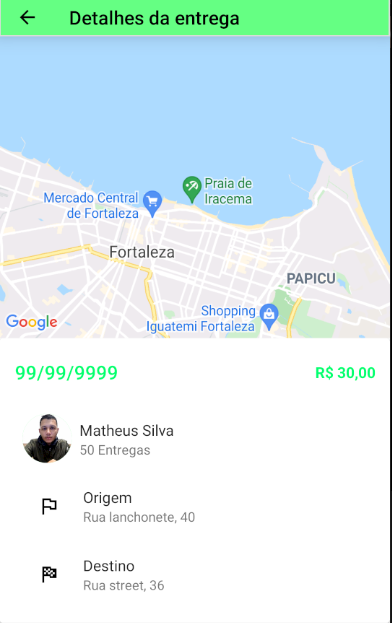 Detalhes da entrega
Praia de
Iracema
Mercado Central
de Fortaleza
Fortaleza
PAPICU
Shopping
Iguatemi Fortaleza
Google
99/99/9999
R$ 30,00
Matheus Silva
50 Entregas
Origem
Rua lanchonete, 40
Destino
Rua street, 36